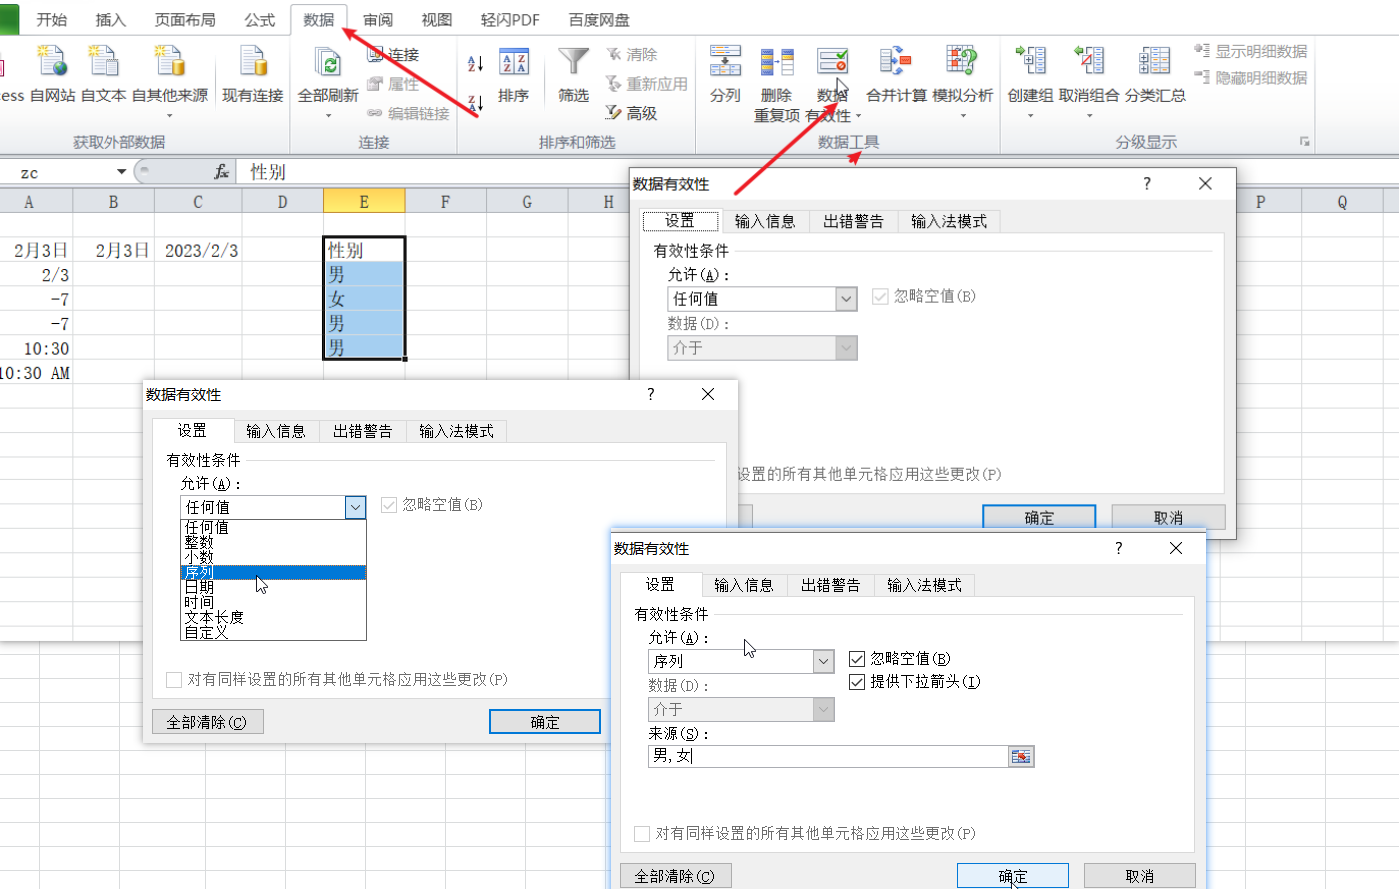 开始 插入 页面布局 公式 数据 审阅 视图 轻闪PDF 百度网盘
ess 自网站 自文本 自其他来源 现有连接 全部刷新 连接 属性 编辑链接 排序 筛选 清除 重新应用 高级 分列 删除 重复项 数据 有效性 合并计算 模拟分析 创建组 取消组合 分类汇总 显示明细数据 隐藏明细数据
获取外部数据 连接 排序和筛选 数据工具 分级显示
zc fx 性别
A B C D E F G H P Q
2月3日 2月3日 2023/2/3 性别
2/3 男
-7 女
-7 男
10:30 男
10:30 AM
数据有效性 ?
设置 输入信息 出错警告 输入法模式
有效性条件
允许(A):
任何值 忽略空值(B)
数据(D):
介于
设置的所有其他单元格应用这些更改(P)
确定 取消
数据有效性 ?
设置 输入信息 出错警告 输入法模式
有效性条件
允许(A):
任何值 忽略空值(B)
任何值
整数
小数
序列
日期
时间
文本长度
自定义
对有同样设置的所有其他单元格应用这些更改(P)
全部清除(C) 确定
数据有效性 ?
设置 输入信息 出错警告 输入法模式
有效性条件
允许(A):
序列 忽略空值(B)
数据(D): 提供下拉箭头(I)
介于
来源(S):
男,女
对有同样设置的所有其他单元格应用这些更改(P)
全部清除(C) 确定 取消